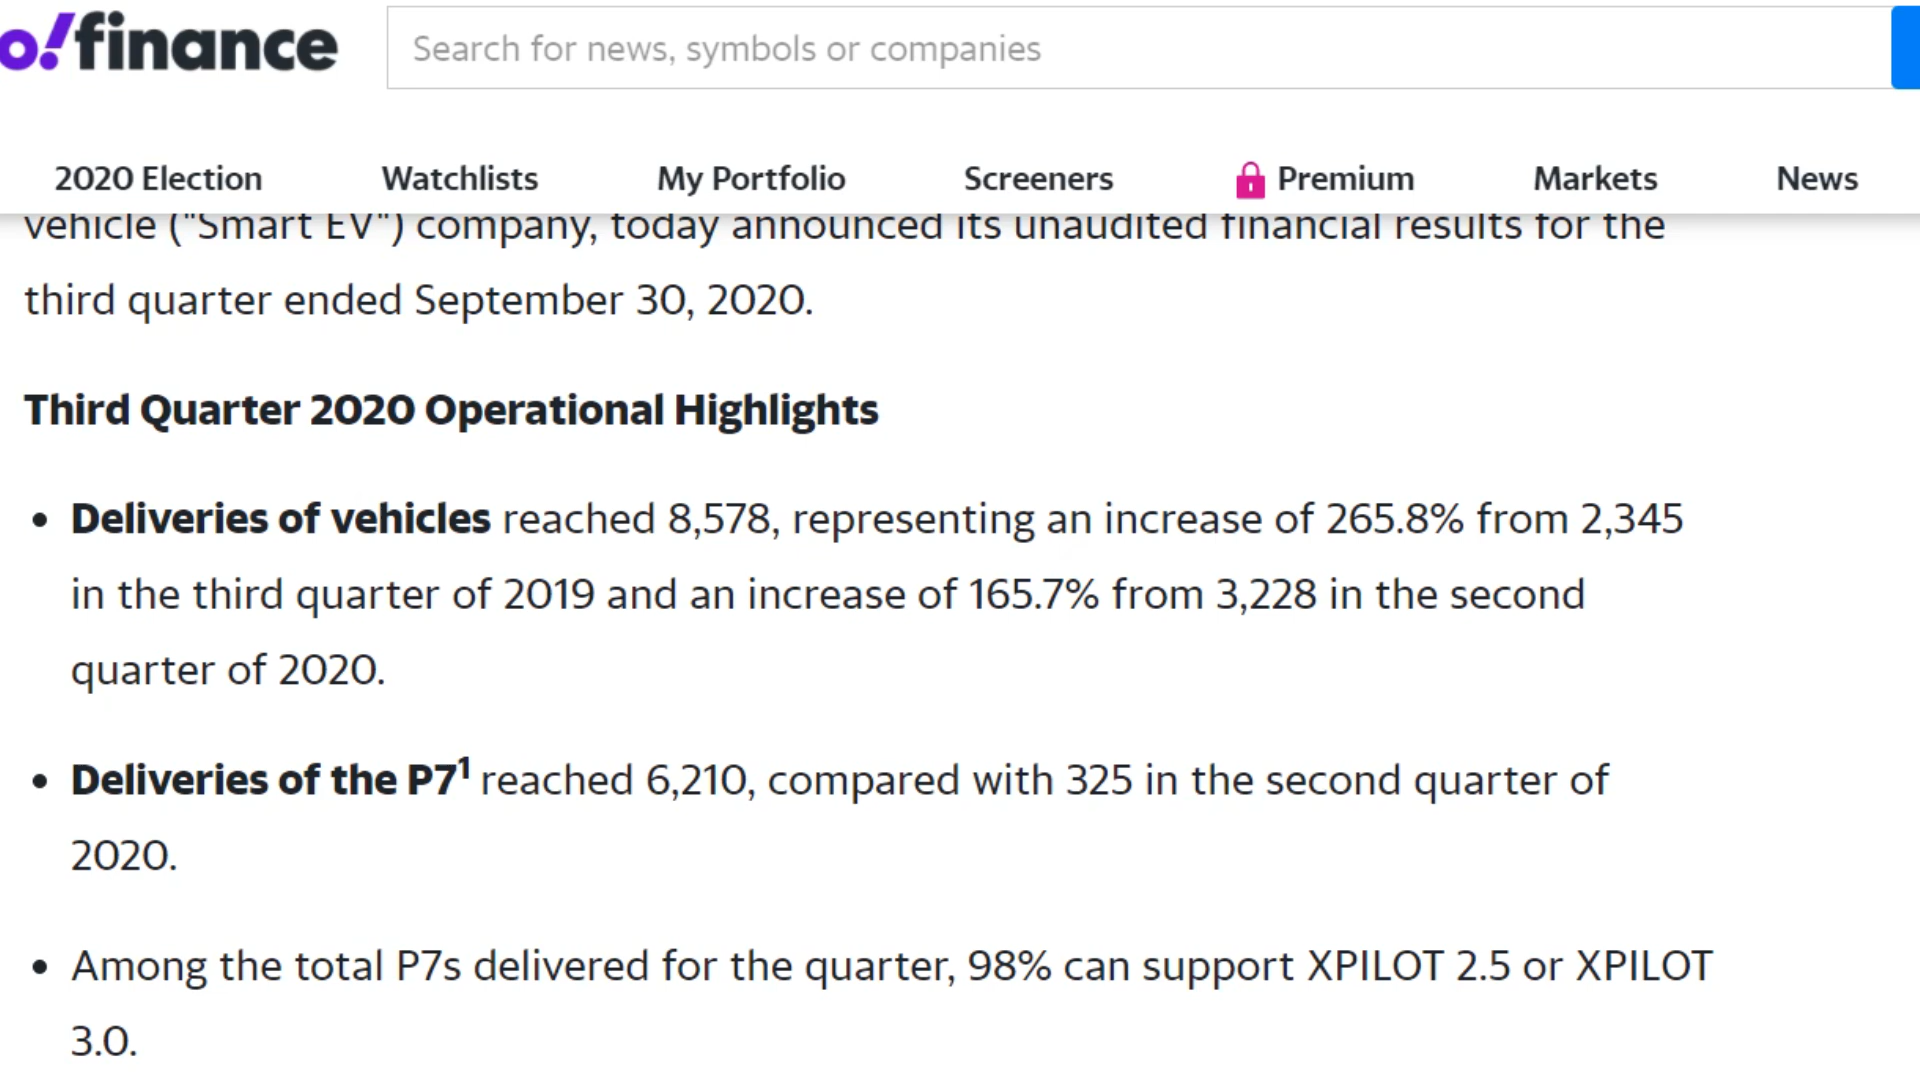 o!finance
Search for news, symbols or companies
2020 Election Watchlists My Portfolio Screeners Premium Markets News
vehicle ("Smart EV") company, today announced its unaudited financial results for the
third quarter ended September 30, 2020.
Third Quarter 2020 Operational Highlights
• Deliveries of vehicles reached 8,578, representing an increase of 265.8% from 2,345
in the third quarter of 2019 and an increase of 165.7% from 3,228 in the second
quarter of 2020.
• Deliveries of the P7¹ reached 6,210, compared with 325 in the second quarter of
2020.
• Among the total P7s delivered for the quarter, 98% can support XPILOT 2.5 or XPILOT
3.0.